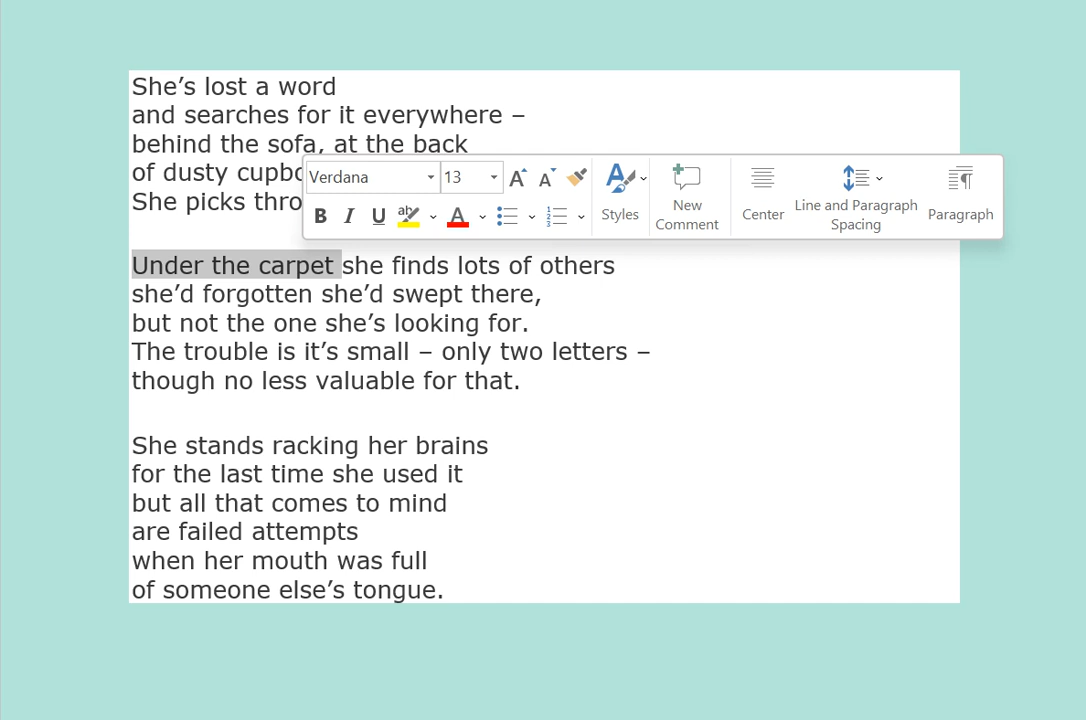 She’s lost a word
and searches for it everywhere –
behind the sofa, at the back
of dusty
She picks
Verdana
13
Styles
New Comment
Center
Line and Paragraph Spacing
Paragraph
B I U ab A
Under the carpet she finds lots of others
she’d forgotten she’d swept there,
but not the one she’s looking for.
The trouble is it’s small – only two letters –
though no less valuable for that.
She stands racking her brains
for the last time she used it
but all that comes to mind
are failed attempts
when her mouth was full
of someone else’s tongue.